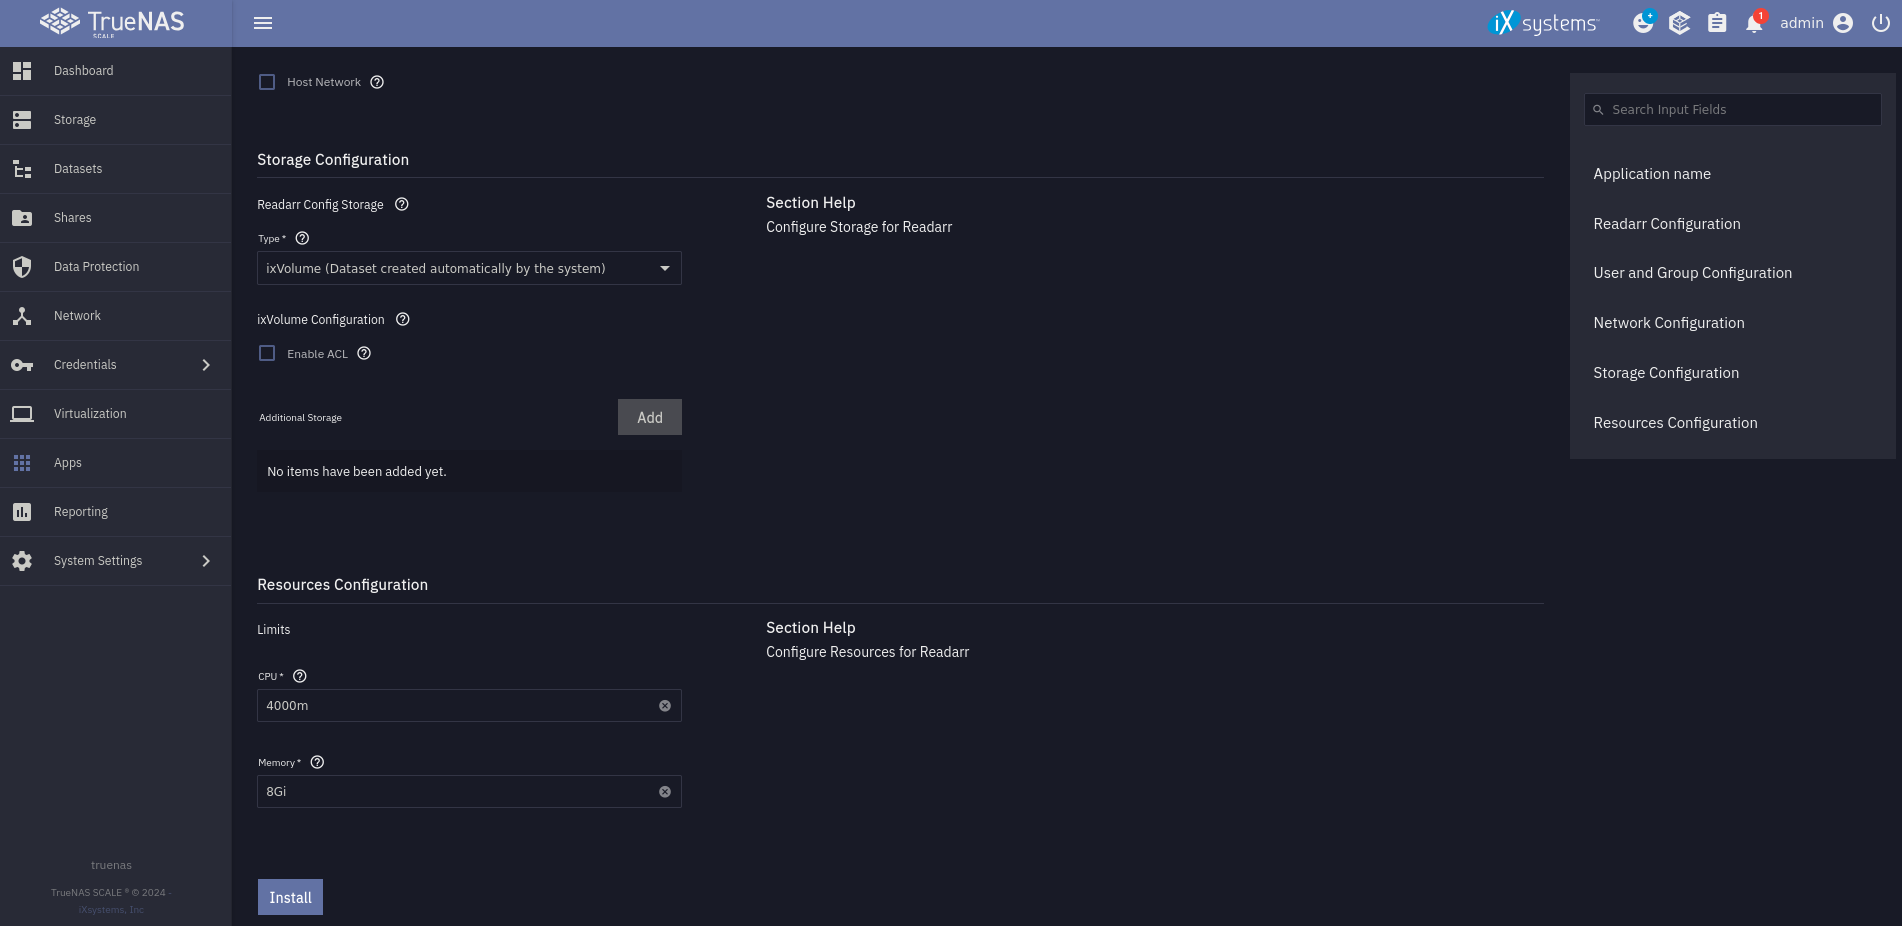 TrueNAS
SCALE
iXsystems
+
1
admin
Dashboard
Storage
Datasets
Shares
Data Protection
Network
Credentials
Virtualization
Apps
Reporting
System Settings
truenas
TrueNAS SCALE ® © 2024 -
iXsystems, Inc
Host Network
Storage Configuration
Readarr Config Storage
Type *
ixVolume (Dataset created automatically by the system)
ixVolume Configuration
Enable ACL
Additional Storage
Add
No items have been added yet.
Section Help
Configure Storage for Readarr
Resources Configuration
Limits
CPU *
4000m
Memory *
8Gi
Section Help
Configure Resources for Readarr
Install
Search Input Fields
Application name
Readarr Configuration
User and Group Configuration
Network Configuration
Storage Configuration
Resources Configuration